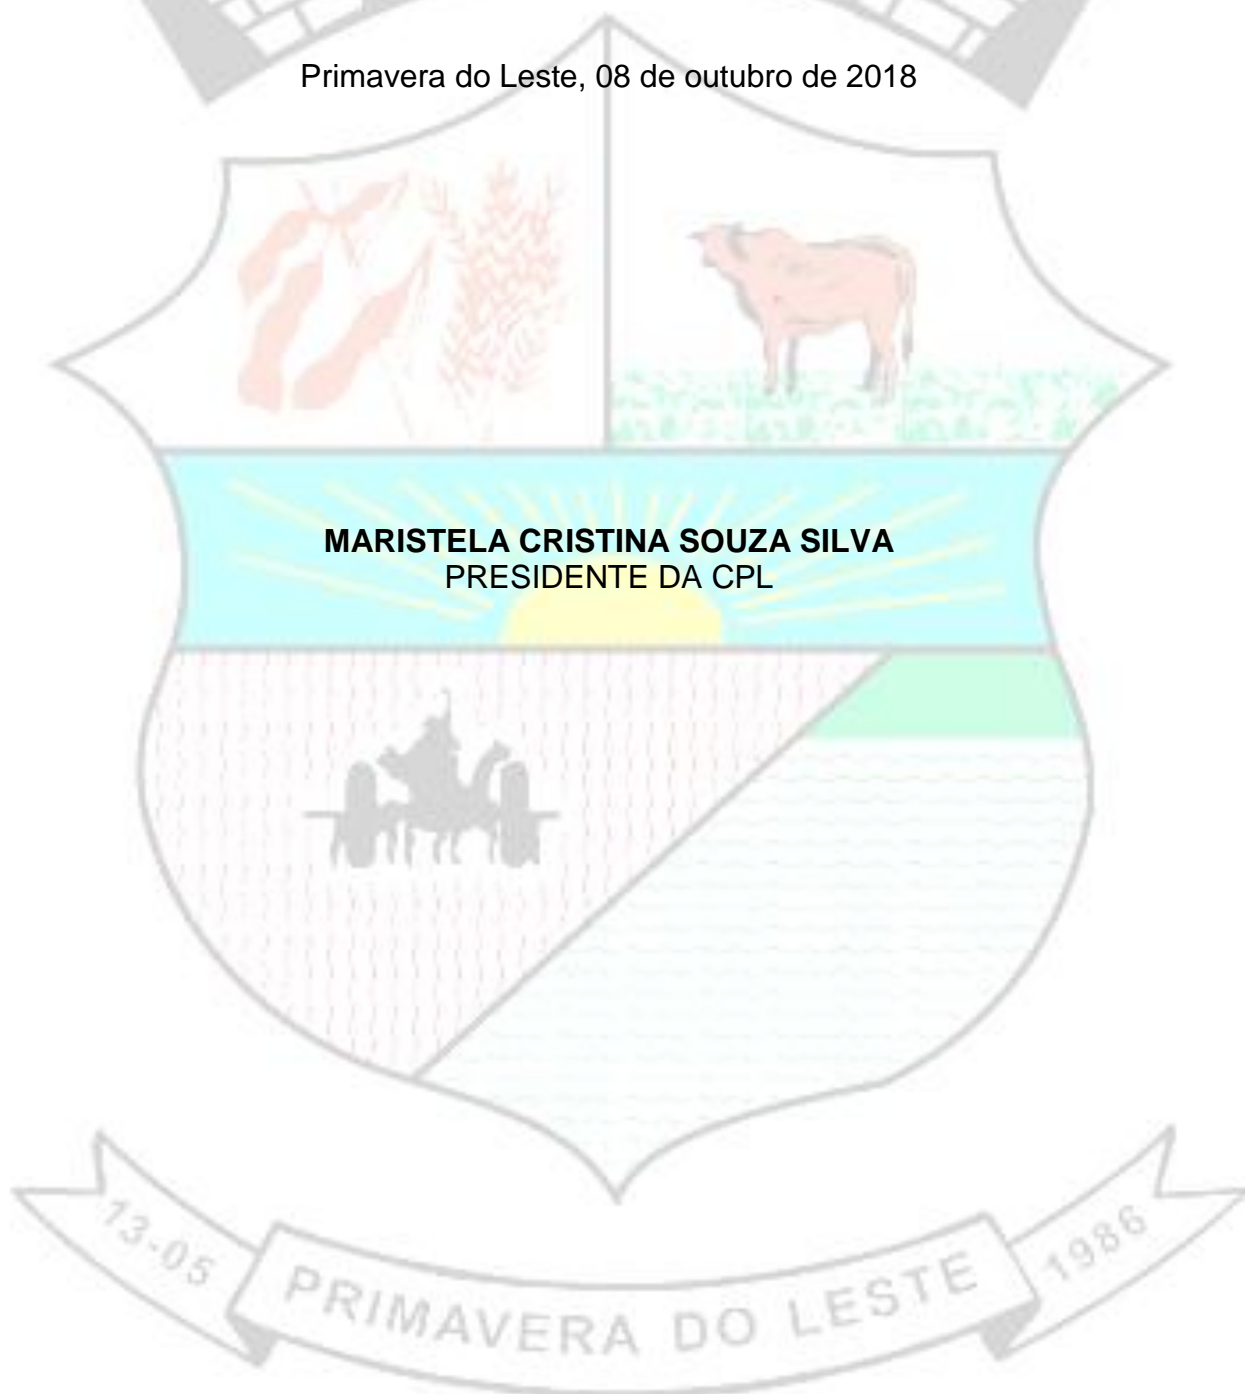 Primavera do Leste, 08 de outubro de 2018
MARISTELA CRISTINA SOUZA SILVA
PRESIDENTE DA CPL
13-05
PRIMAVERA DO LESTE
1986